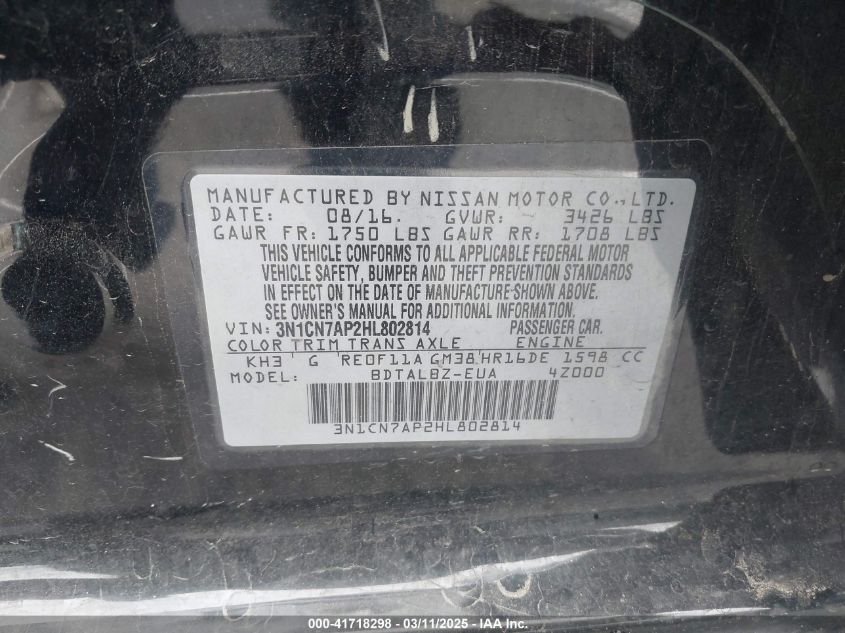 MANUFACTURED BY NISSAN MOTOR CO., LTD.
DATE: 08/16. GVWR: 3426 LBS
GAWR FR: 1750 LBS GAWR RR: 1708 LBS
THIS VEHICLE CONFORMS TO ALL APPLICABLE FEDERAL MOTOR
VEHICLE SAFETY, BUMPER AND THEFT PREVENTION STANDARDS
IN EFFECT ON THE DATE OF MANUFACTURE SHOWN ABOVE.
SEE OWNER'S MANUAL FOR ADDITIONAL INFORMATION.
VIN: 3N1CN7AP2HL802814 PASSENGER CAR.
COLOR TRIM TRANS AXLE ENGINE
KH3 G RE0F11A GM38 HR16DE 1598 CC
MODEL: BDTALBZ-EUA 4Z000
3N1CN7AP2HL802814
000-41718298 - 03/11/2025 - IAA Inc.